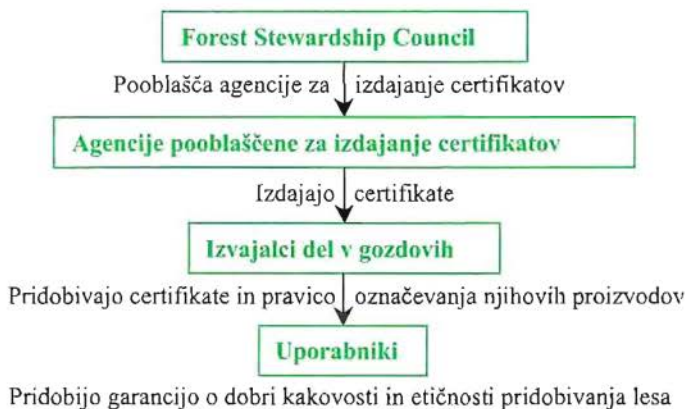 Forest Stewardship Council
Pooblašča agencije za izdajanje certifikatov
Agencije pooblaščene za izdajanje certifikatov
Izdajajo certifikate
Izvajalci del v gozdovih
Pridobivajo certifikate in pravico označevanja njihovih proizvodov
Uporabniki
Pridobijo garancijo o dobri kakovosti in etičnosti pridobivanja lesa